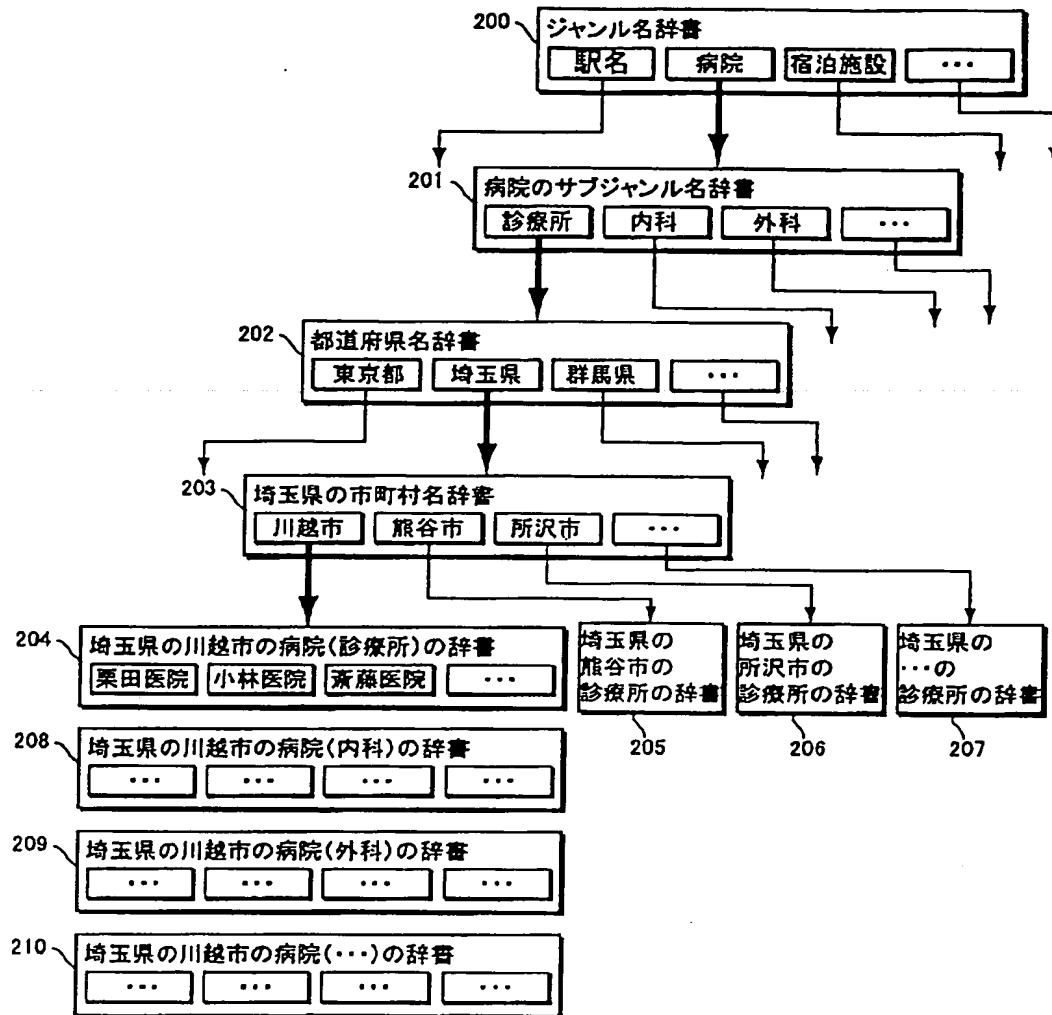 200
ジャンル名辞書
駅名 病院 宿泊施設 ・・・
201
病院のサブジャンル名辞書
診療所 内科 外科 ・・・
202
都道府県名辞書
東京都 埼玉県 群馬県 ・・・
203
埼玉県の市町村名辞書
川越市 熊谷市 所沢市 ・・・
204
埼玉県の川越市の病院(診療所)の辞書
栗田医院 小林医院 斎藤医院 ・・・
埼玉県の
熊谷市の
診療所の辞書
205
埼玉県の
所沢市の
診療所の辞書
206
埼玉県の
・・・の
診療所の辞書
207
208
埼玉県の川越市の病院(内科)の辞書
・・・ ・・・ ・・・ ・・・
209
埼玉県の川越市の病院(外科)の辞書
・・・ ・・・ ・・・ ・・・
210
埼玉県の川越市の病院(・・・)の辞書
・・・ ・・・ ・・・ ・・・